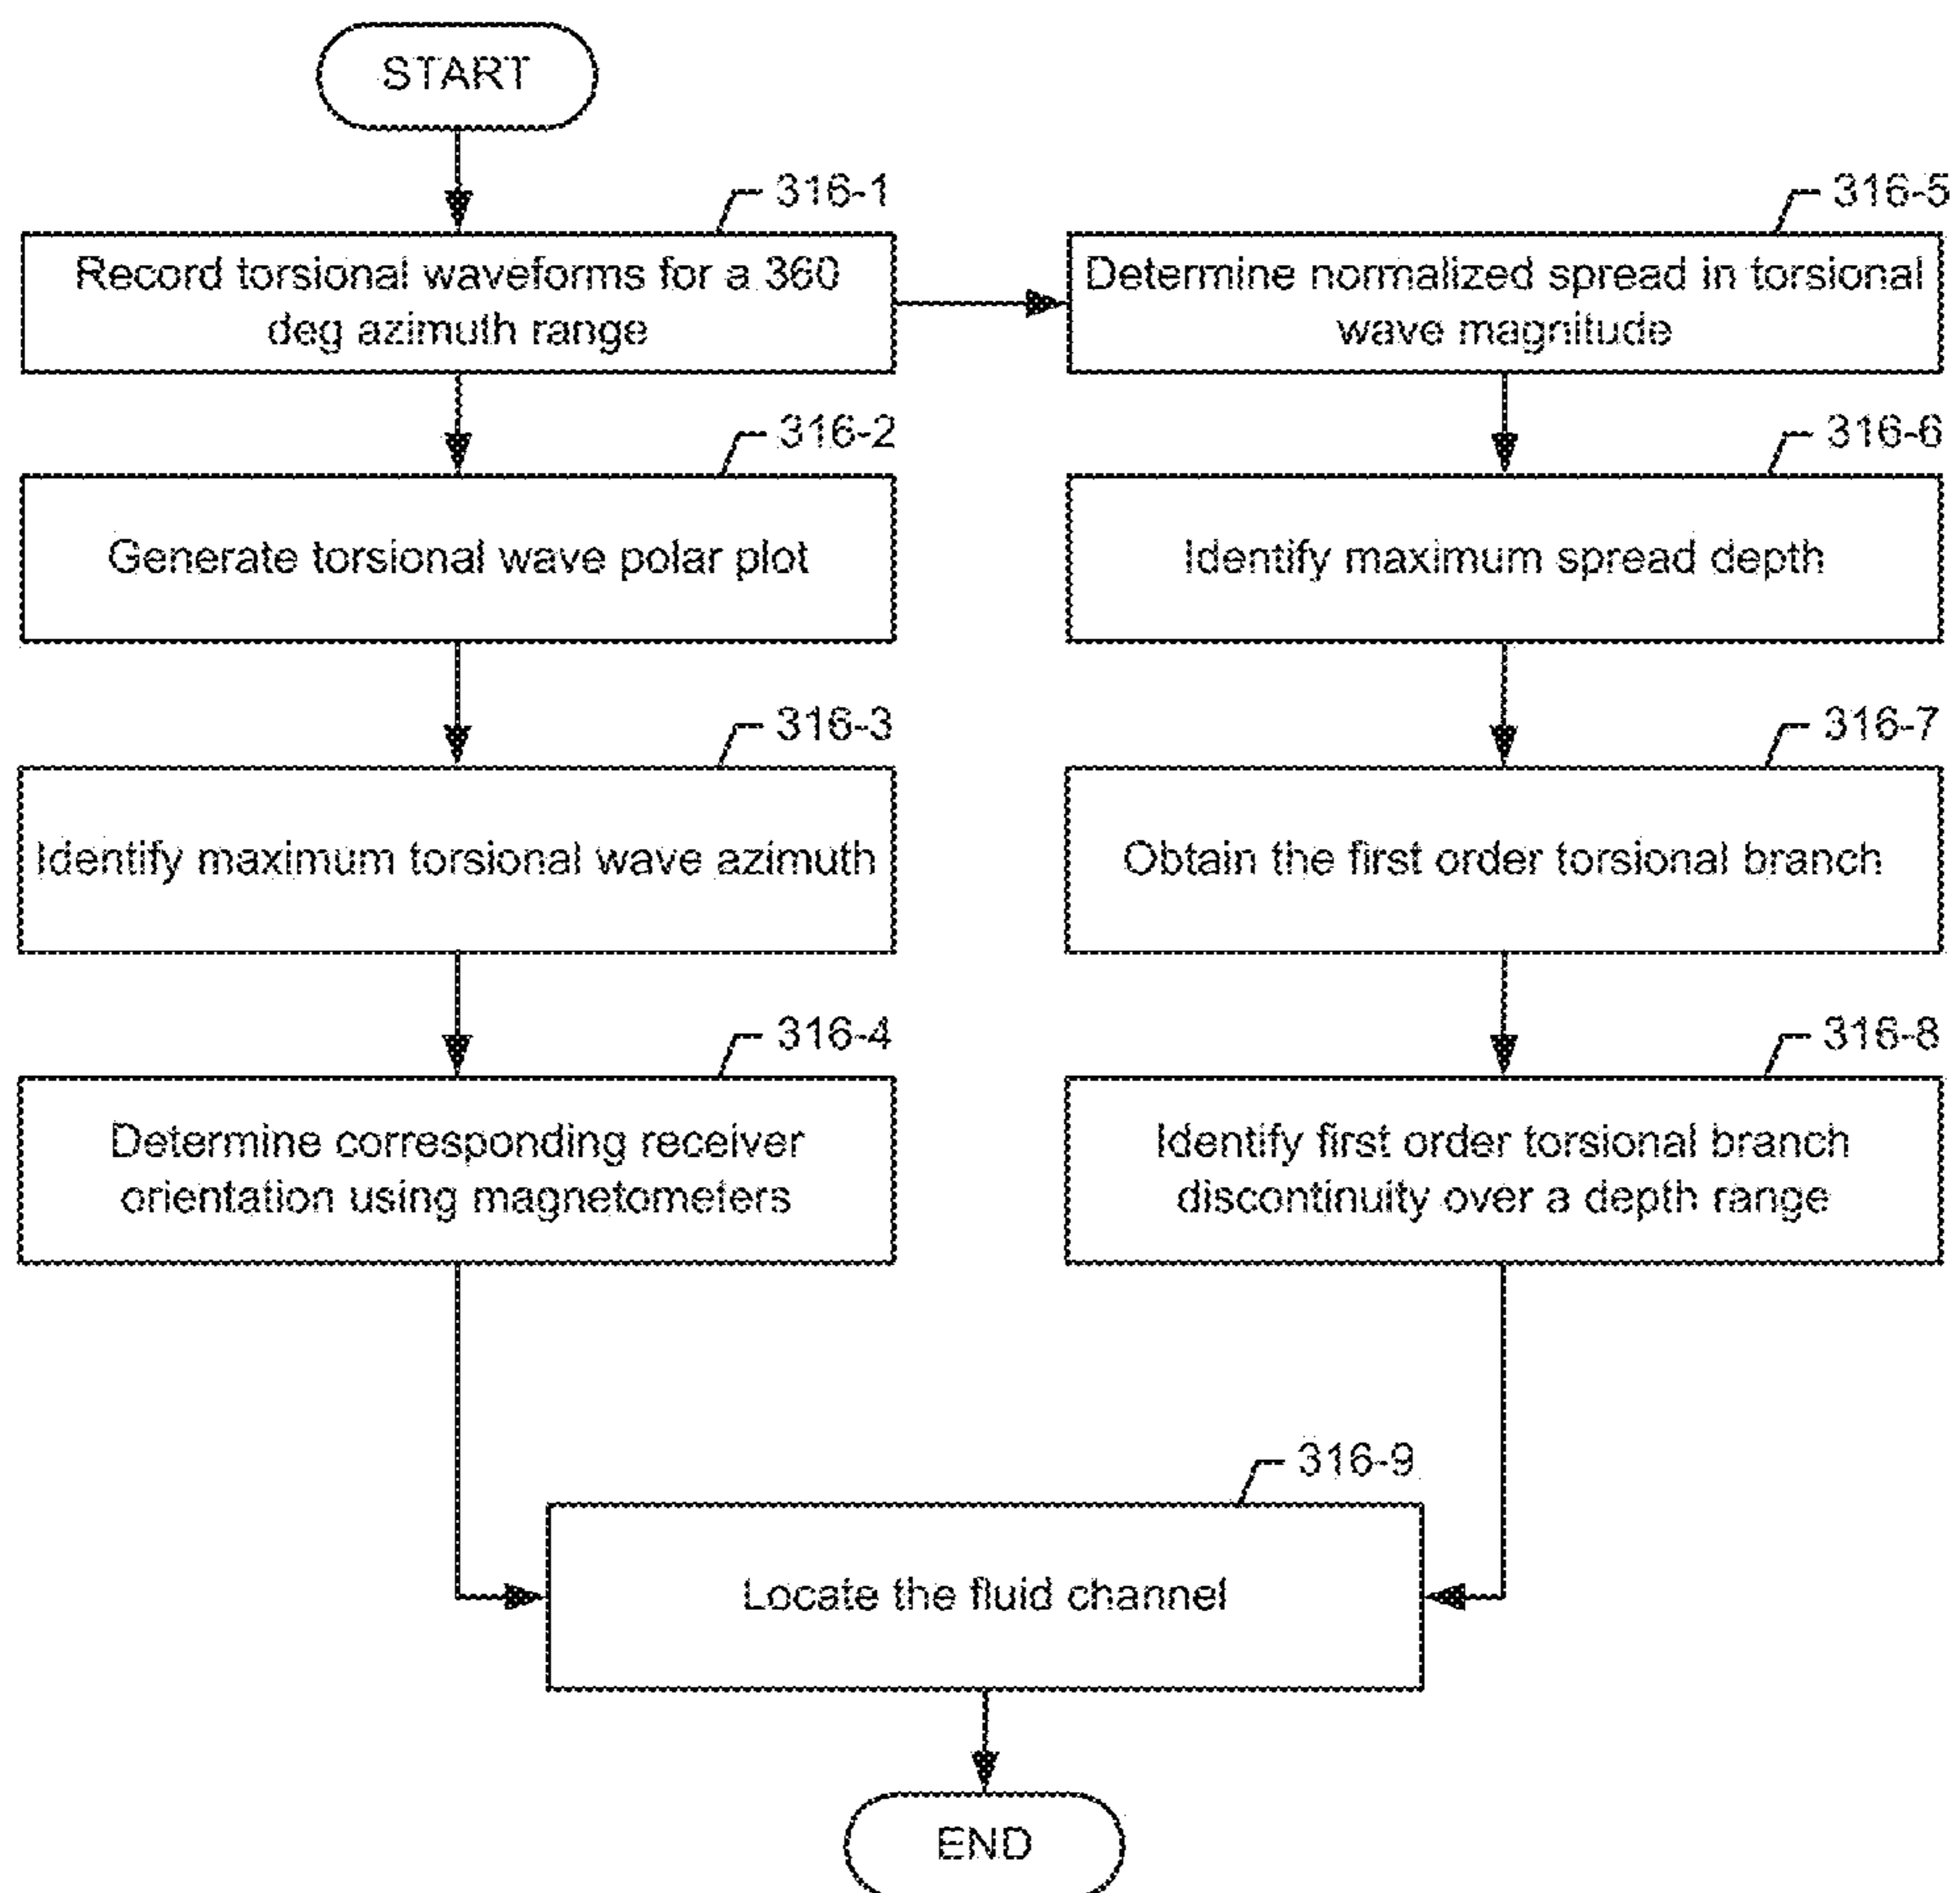 START
316-1
Record torsional waveforms for a 360
deg azimuth range
316-2
Generate torsional wave polar plot
316-3
Identify maximum torsional wave azimuth
316-4
Determine corresponding receiver
orientation using magnetometers
316-5
Determine normalized spread in torsional
wave magnitude
316-6
Identify maximum spread depth
316-7
Obtain the first order torsional branch
316-8
Identify first order torsional branch
discontinuity over a depth range
316-9
Locate the fluid channel
END